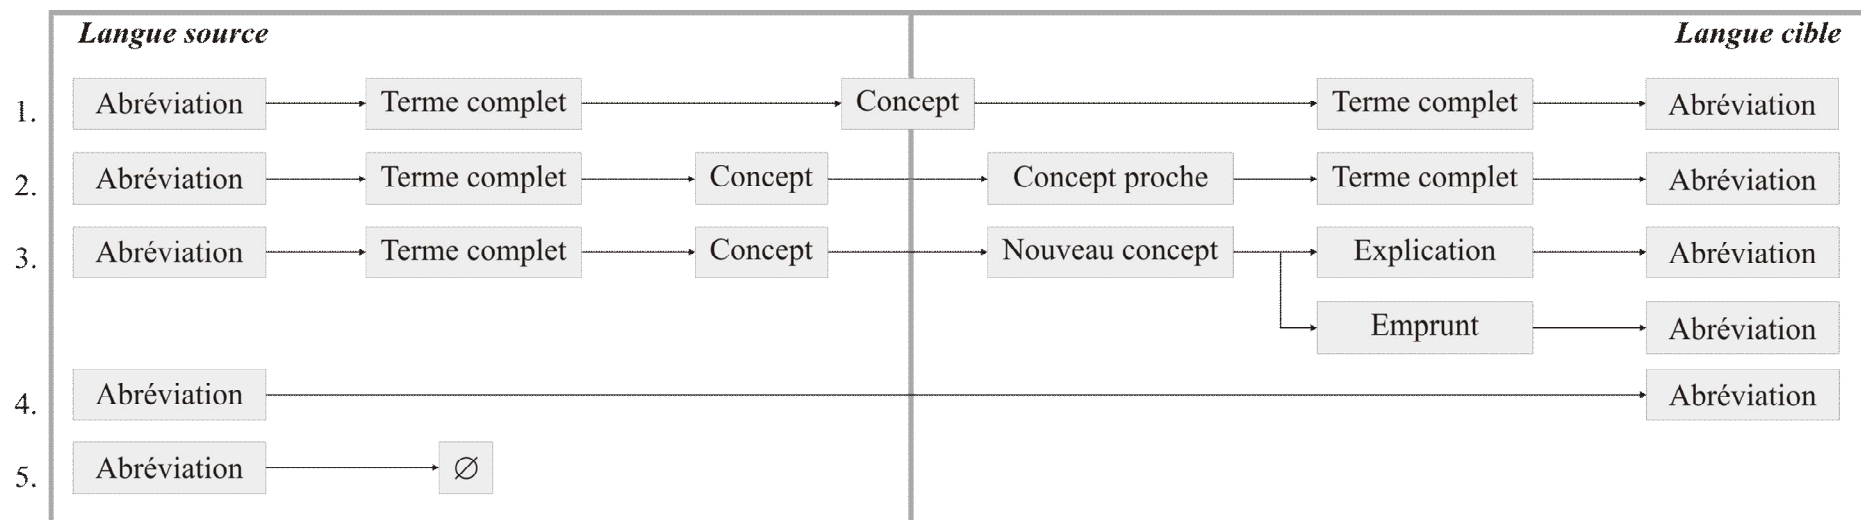 Langue source Langue cible
1. Abréviation Terme complet Concept Terme complet Abréviation
2. Abréviation Terme complet Concept Concept proche Terme complet Abréviation
3. Abréviation Terme complet Concept Nouveau concept Explication Abréviation
Emprunt Abréviation
4. Abréviation Abréviation
5. Abréviation ∅